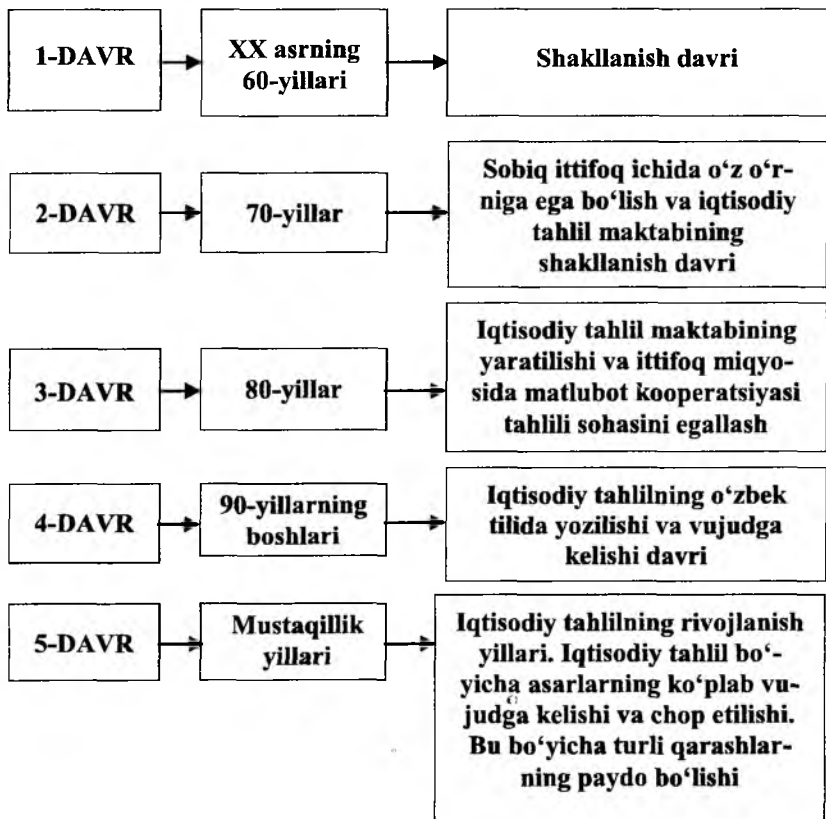 1-DAVR
XX asrning
60-yillari
Shakllanish davri
2-DAVR
70-yillar
Sobiq ittifoq ichida o‘z o‘r-
niga ega bo‘lish va iqtisodiy
tahlil maktabining
shakllanish davri
3-DAVR
80-yillar
Iqtisodiy tahlil maktabining
yaratilishi va ittifoq miqyo-
sida matlubot kooperatsiyasi
tahlili sohasini egallash
4-DAVR
90-yillarning
boshlari
Iqtisodiy tahlilning o‘zbek
tilida yozilishi va vujudga
kelishi davri
5-DAVR
Mustaqillik
yillari
Iqtisodiy tahlilning rivojlanish
yillari. Iqtisodiy tahlil bo‘-
yicha asarlarning ko‘plab vu-
judga kelishi va chop etilishi.
Bu bo‘yicha turli qarashlar-
ning paydo bo‘lishi